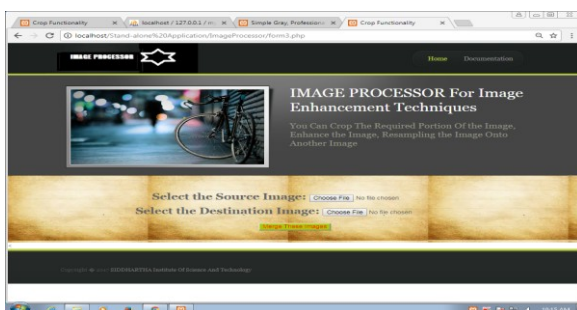 Crop Functionality
localhost / 127.0.0.1 / my
Simple Gray, Professiona
Crop Functionality
localhost/Stand-alone%20Application/ImageProcessor/form3.php
IMAGE PROCESSOR
Home Documentation
IMAGE PROCESSOR For Image
Enhancement Techniques
You Can Crop The Required Portion Of the Image,
Enhance the Image, Resampling the Image Onto
Another Image
Select the Source Image: Choose File No file chosen
Select the Destination Image: Choose File No file chosen
Merge These Images
Copyright © SIDDHARTHA Institute Of Science And Technology